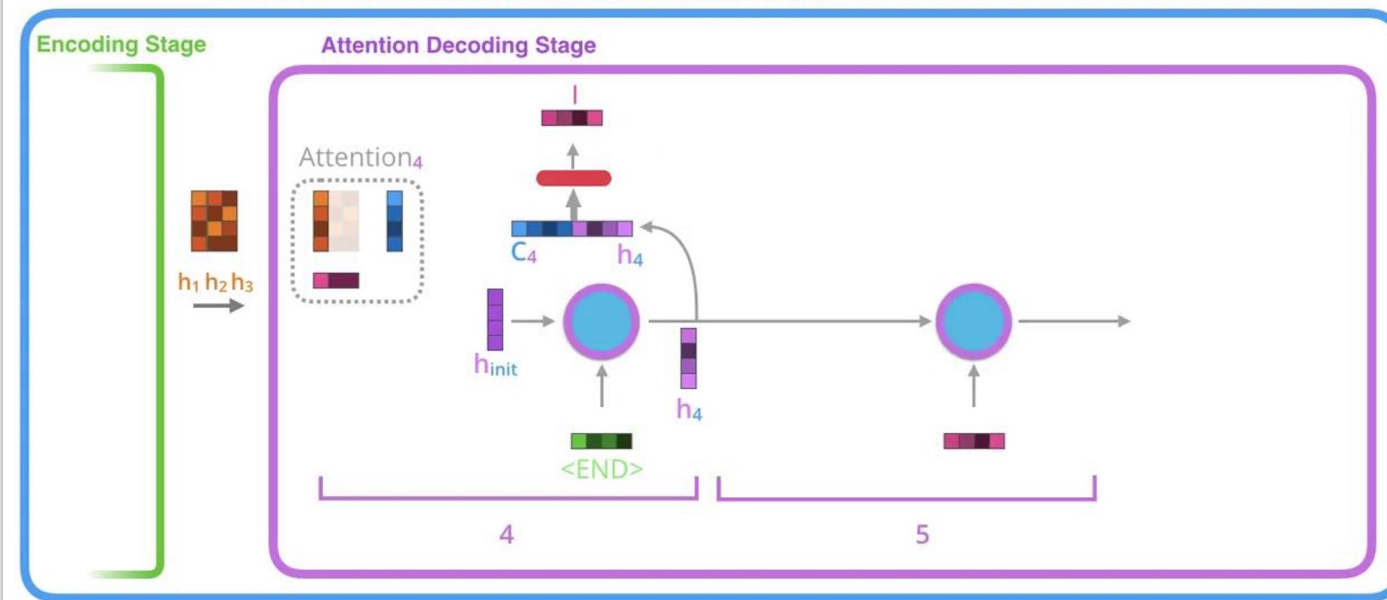 Encoding Stage
Attention Decoding Stage
I
Attention4
h1 h2 h3
C4
h4
hinit
h4
<END>
4
5